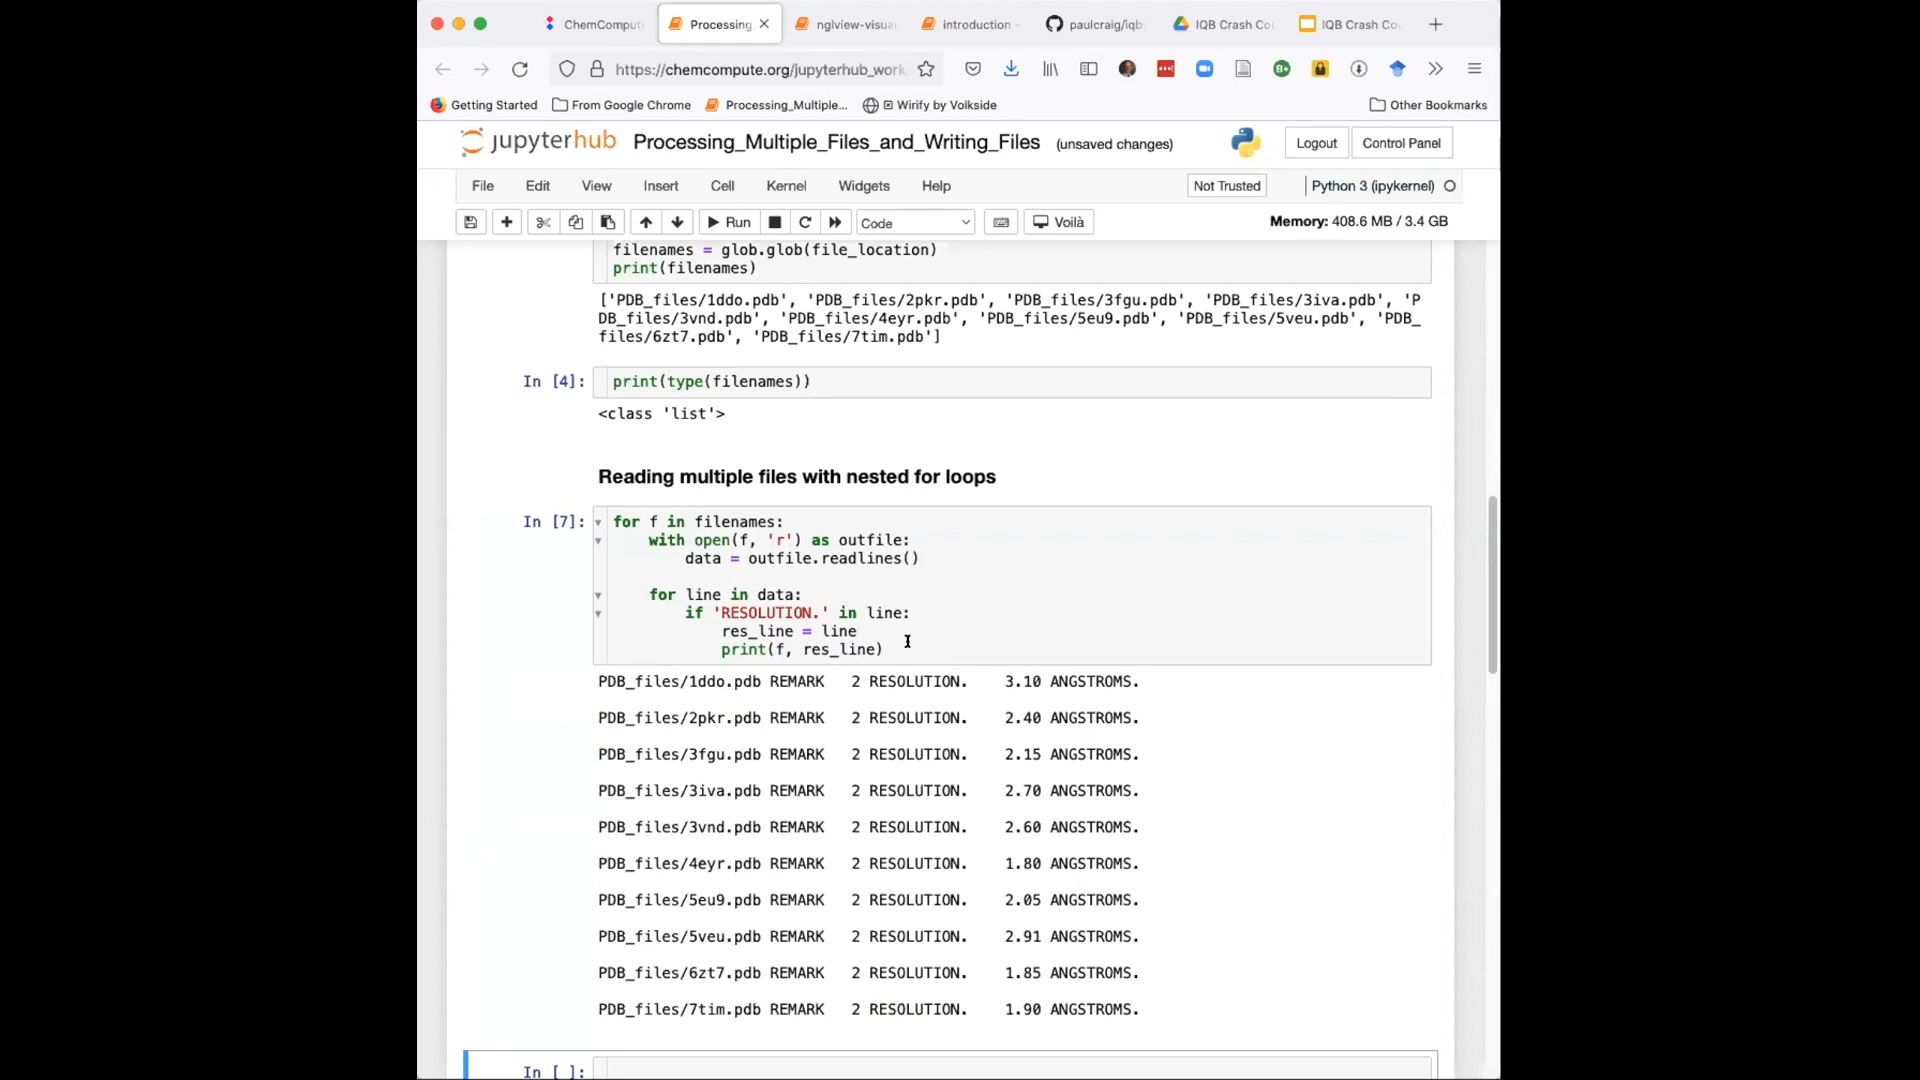 ChemCompute
Processing
nglview-visua
introduction -
paulcraig/iqb
IQB Crash Cou
IQB Crash Cou
https://chemcompute.org/jupyterhub_work
Getting Started
From Google Chrome
Processing_Multiple...
Wirify by Volkside
Other Bookmarks
jupyterhub
Processing_Multiple_Files_and_Writing_Files
(unsaved changes)
Logout
Control Panel
File
Edit
View
Insert
Cell
Kernel
Widgets
Help
Not Trusted
Python 3 (ipykernel)
Run
Code
Voilà
Memory: 408.6 MB / 3.4 GB
filenames = glob.glob(file_location)
print(filenames)
['PDB_files/1ddo.pdb', 'PDB_files/2pkr.pdb', 'PDB_files/3fgu.pdb', 'PDB_files/3iva.pdb', 'P
DB_files/3vnd.pdb', 'PDB_files/4eyr.pdb', 'PDB_files/5eu9.pdb', 'PDB_files/5veu.pdb', 'PDB_
files/6zt7.pdb', 'PDB_files/7tim.pdb']
In [4]: print(type(filenames))
<class 'list'>
Reading multiple files with nested for loops
In [7]: for f in filenames:
    with open(f, 'r') as outfile:
        data = outfile.readlines()
    for line in data:
        if 'RESOLUTION.' in line:
            res_line = line
            print(f, res_line)
PDB_files/1ddo.pdb REMARK   2 RESOLUTION.    3.10 ANGSTROMS.
PDB_files/2pkr.pdb REMARK   2 RESOLUTION.    2.40 ANGSTROMS.
PDB_files/3fgu.pdb REMARK   2 RESOLUTION.    2.15 ANGSTROMS.
PDB_files/3iva.pdb REMARK   2 RESOLUTION.    2.70 ANGSTROMS.
PDB_files/3vnd.pdb REMARK   2 RESOLUTION.    2.60 ANGSTROMS.
PDB_files/4eyr.pdb REMARK   2 RESOLUTION.    1.80 ANGSTROMS.
PDB_files/5eu9.pdb REMARK   2 RESOLUTION.    2.05 ANGSTROMS.
PDB_files/5veu.pdb REMARK   2 RESOLUTION.    2.91 ANGSTROMS.
PDB_files/6zt7.pdb REMARK   2 RESOLUTION.    1.85 ANGSTROMS.
PDB_files/7tim.pdb REMARK   2 RESOLUTION.    1.90 ANGSTROMS.
In [ ]: